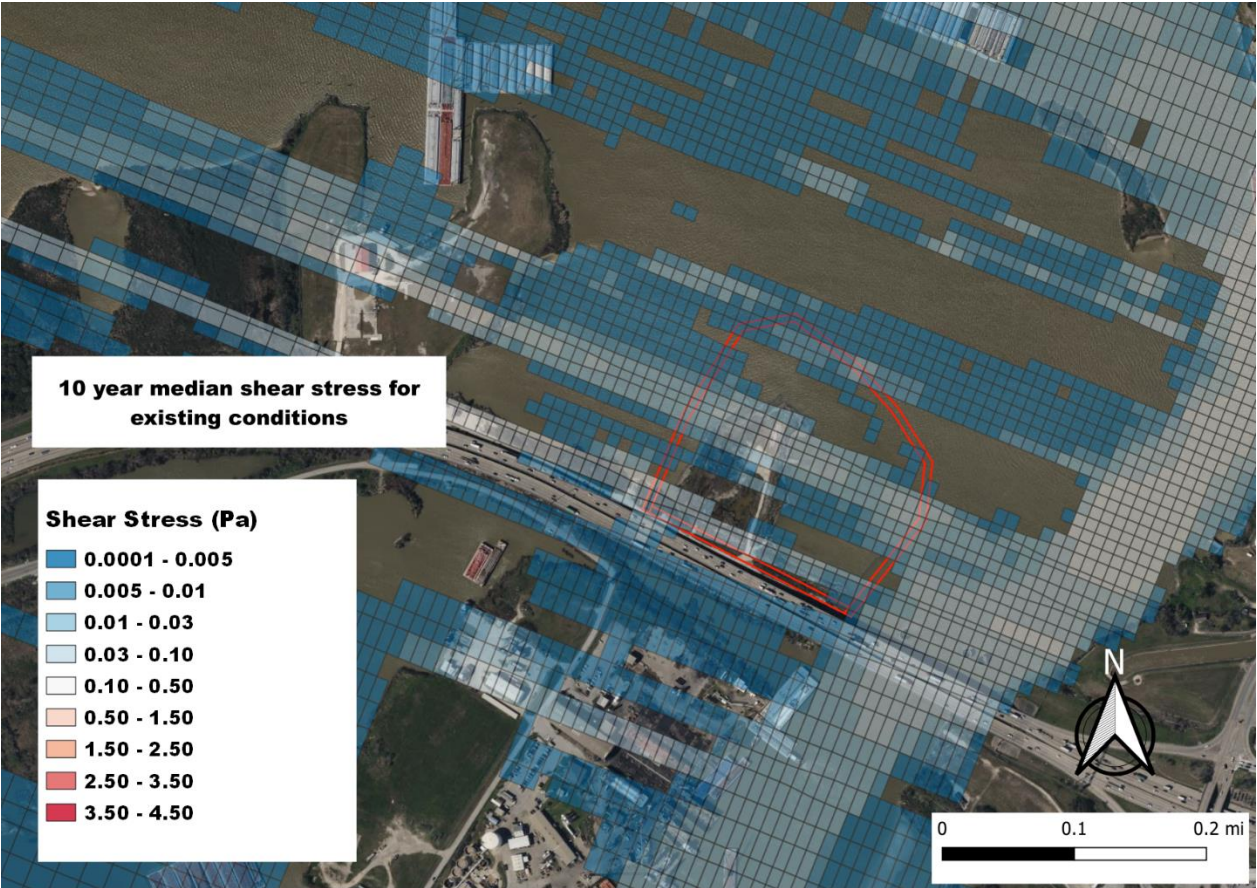 10 year median shear stress for
existing conditions
Shear Stress (Pa)
0.0001 - 0.005
0.005 - 0.01
0.01 - 0.03
0.03 - 0.10
0.10 - 0.50
0.50 - 1.50
1.50 - 2.50
2.50 - 3.50
3.50 - 4.50
N
0 0.1 0.2 mi